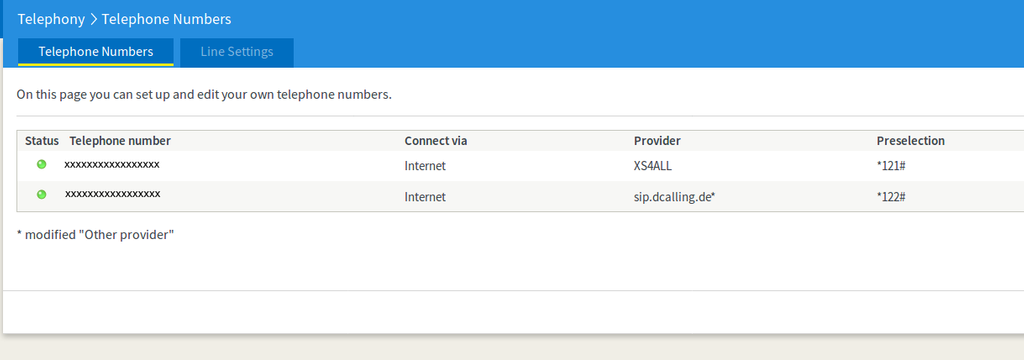 Telephony > Telephone Numbers
Telephone Numbers Line Settings
On this page you can set up and edit your own telephone numbers.
Status Telephone number Connect via Provider Preselection
xxxxxxxxxxxxxxxxx Internet XS4ALL *121#
xxxxxxxxxxxxxxxxx Internet sip.dcalling.de* *122#
* modified "Other provider"